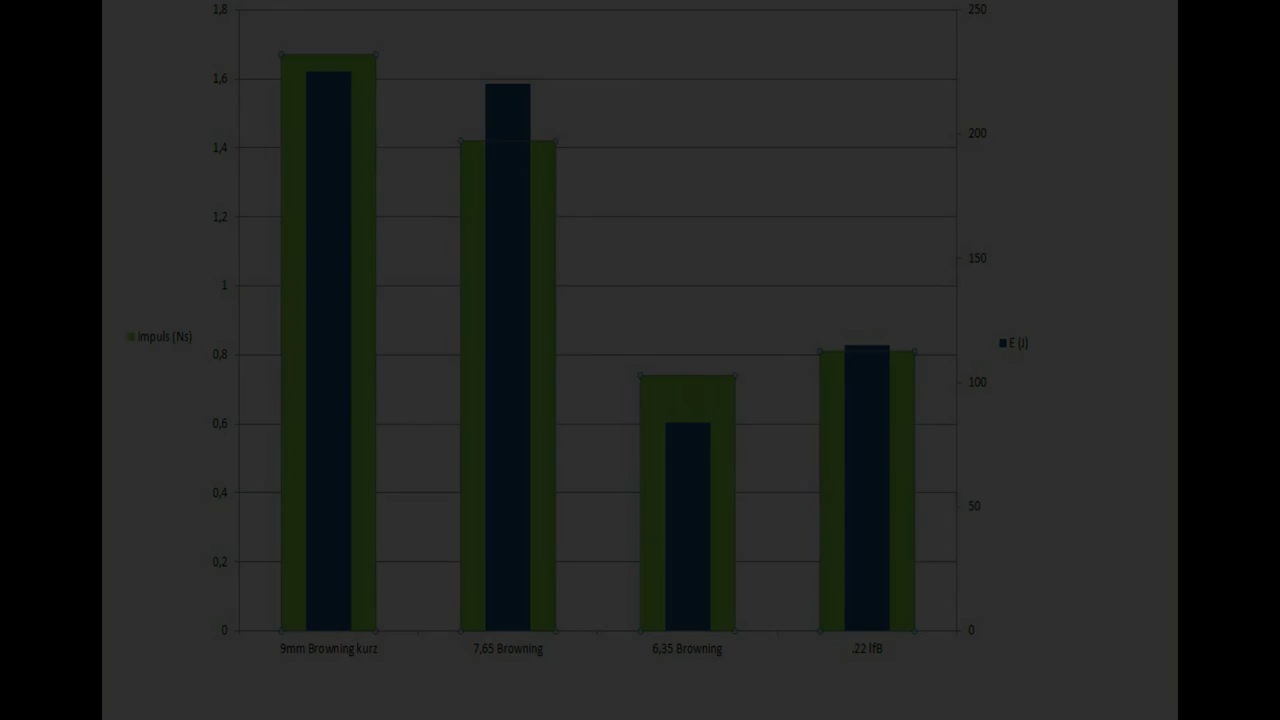 1,8
1,6
1,4
1,2
1
0,8
0,6
0,4
0,2
0
250
200
150
100
50
0
Impuls (Ns)
E (J)
9mm Browning kurz
7,65 Browning
6,35 Browning
.22 lfB